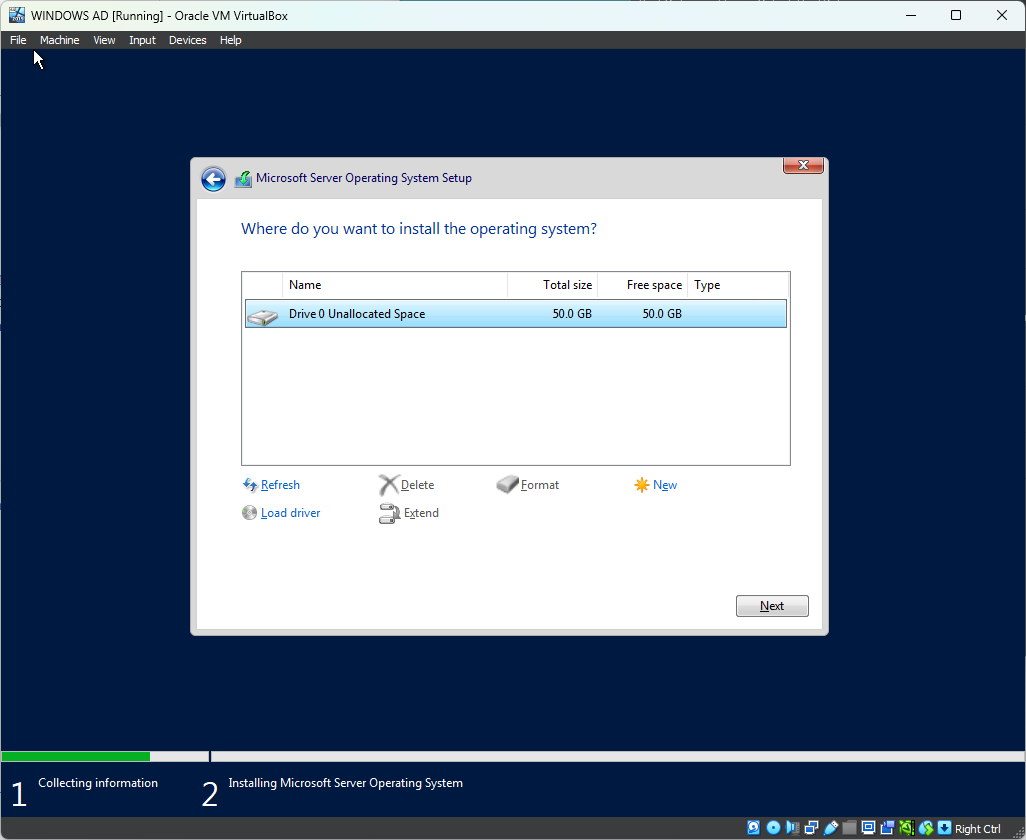 WINDOWS AD [Running] - Oracle VM VirtualBox
File Machine View Input Devices Help
Microsoft Server Operating System Setup
Where do you want to install the operating system?
Name Total size Free space Type
Drive 0 Unallocated Space 50.0 GB 50.0 GB
Refresh Delete Format New
Load driver Extend
Next
1 Collecting information 2 Installing Microsoft Server Operating System
Right Ctrl